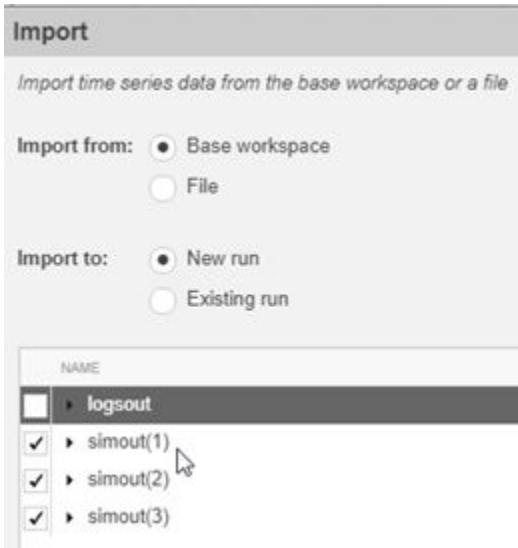 Import
Import time series data from the base workspace or a file
Import from: Base workspace
File
Import to: New run
Existing run
NAME
logsout
simout(1)
simout(2)
simout(3)